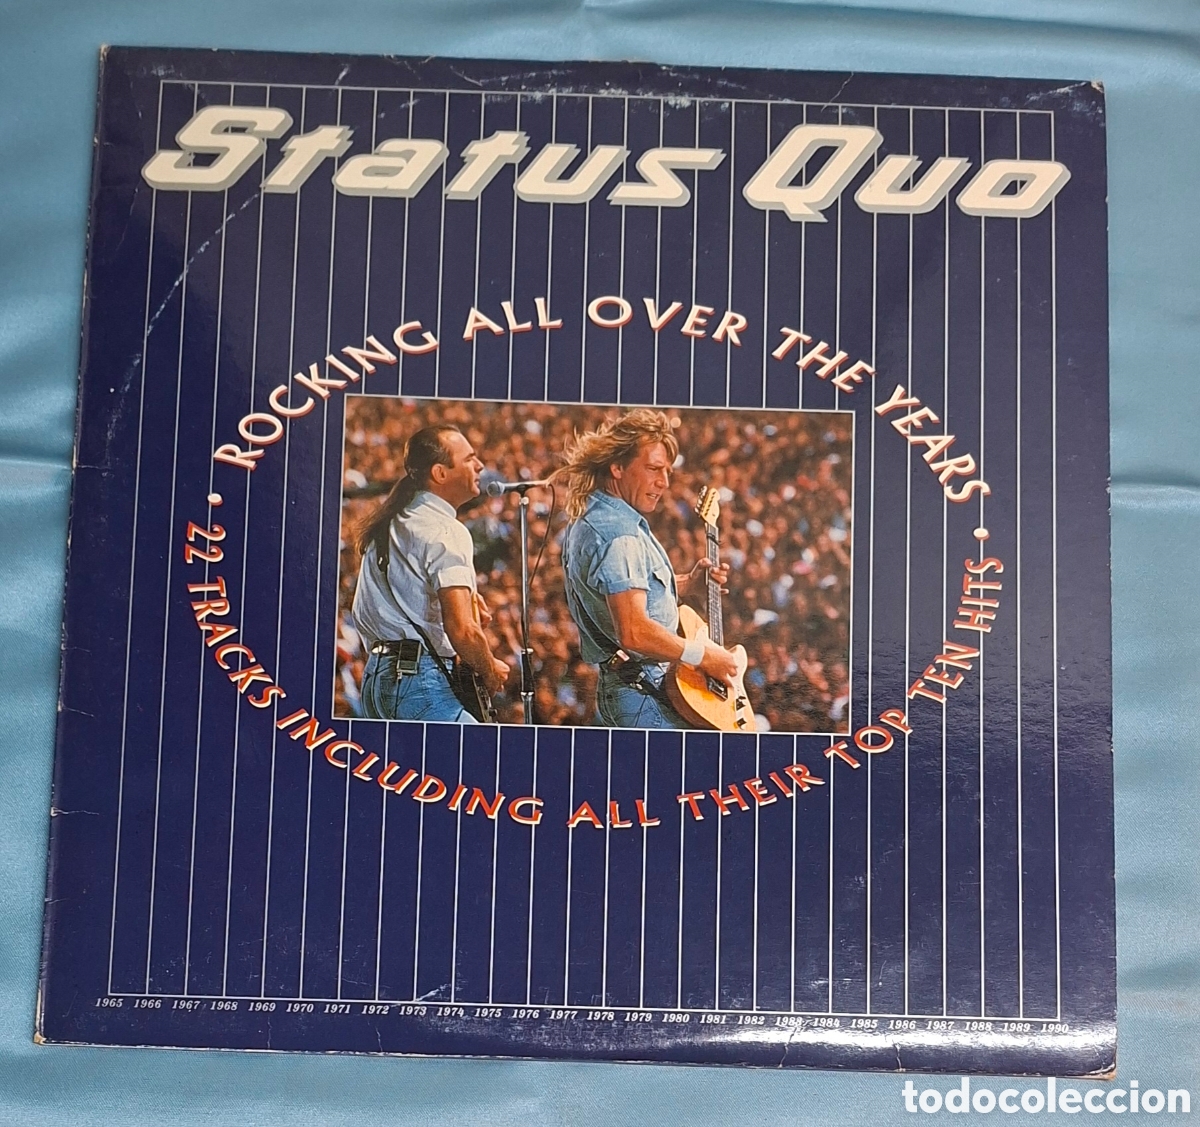 Status Quo
ROCKING ALL OVER THE YEARS
• 22 TRACKS INCLUDING ALL THEIR TOP TEN HITS •
1965 1966 1967 1968 1969 1970 1971 1972 1973 1974 1975 1976 1977 1978 1979 1980 1981 1982 1983 1984 1985 1986 1987 1988 1989 1990
todocoleccion